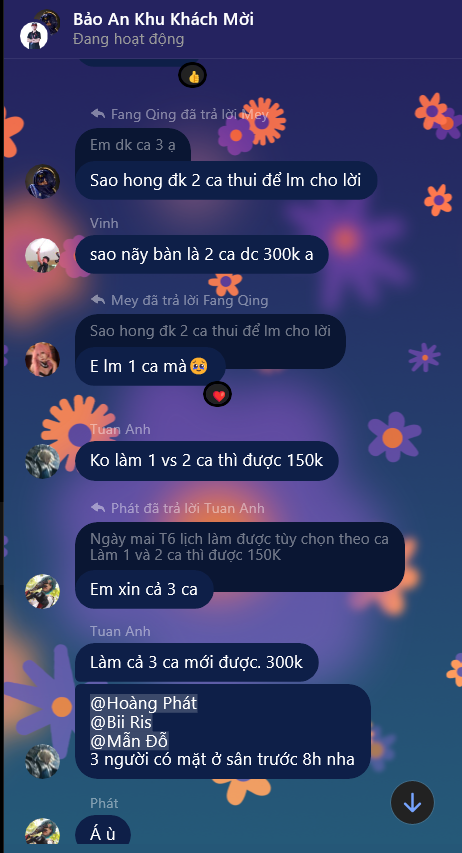 Bảo An Khu Khách Mời
Đang hoạt động
Fang Qing đã trả lời Mey
Em dk ca 3 ạ
Sao hong đk 2 ca thui để lm cho lời
Vinh
sao nãy bàn là 2 ca dc 300k a
Mey đã trả lời Fang Qing
Sao hong đk 2 ca thui để lm cho lời
E lm 1 ca mà🥹
Tuan Anh
Ko làm 1 vs 2 ca thì được 150k
Phát đã trả lời Tuan Anh
Ngày mai T6 lịch làm được tùy chọn theo ca
Làm 1 và 2 ca thì được 150K
Em xin cả 3 ca
Tuan Anh
Làm cả 3 ca mới được. 300k
@Hoàng Phát
@Bii Ris
@Mẫn Đỗ
3 người có mặt ở sân trước 8h nha
Phát
Á ù